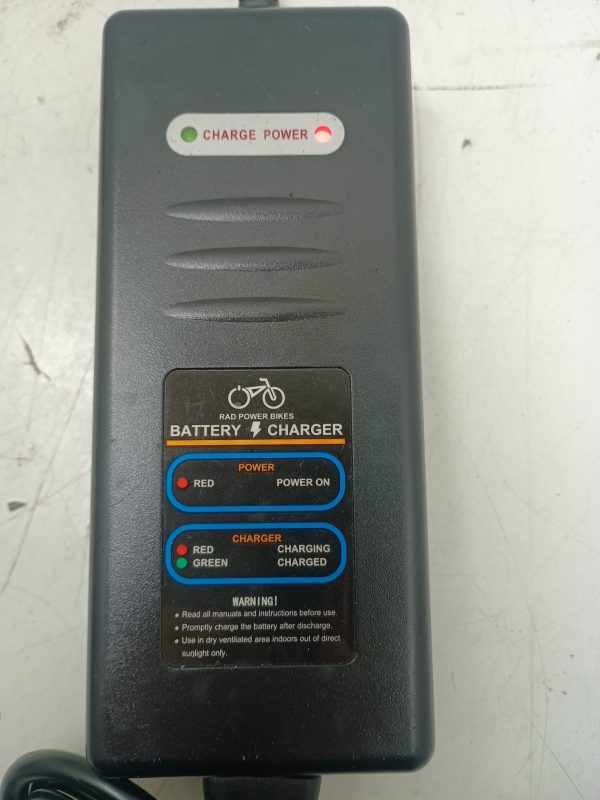 CHARGE POWER
RAD POWER BIKES
BATTERY CHARGER
POWER
RED POWER ON
CHARGER
RED CHARGING
GREEN CHARGED
WARNING!
• Read all manuals and instructions before use.
• Promptly charge the battery after discharge.
• Use in dry ventilated area indoors out of direct
sunlight only.